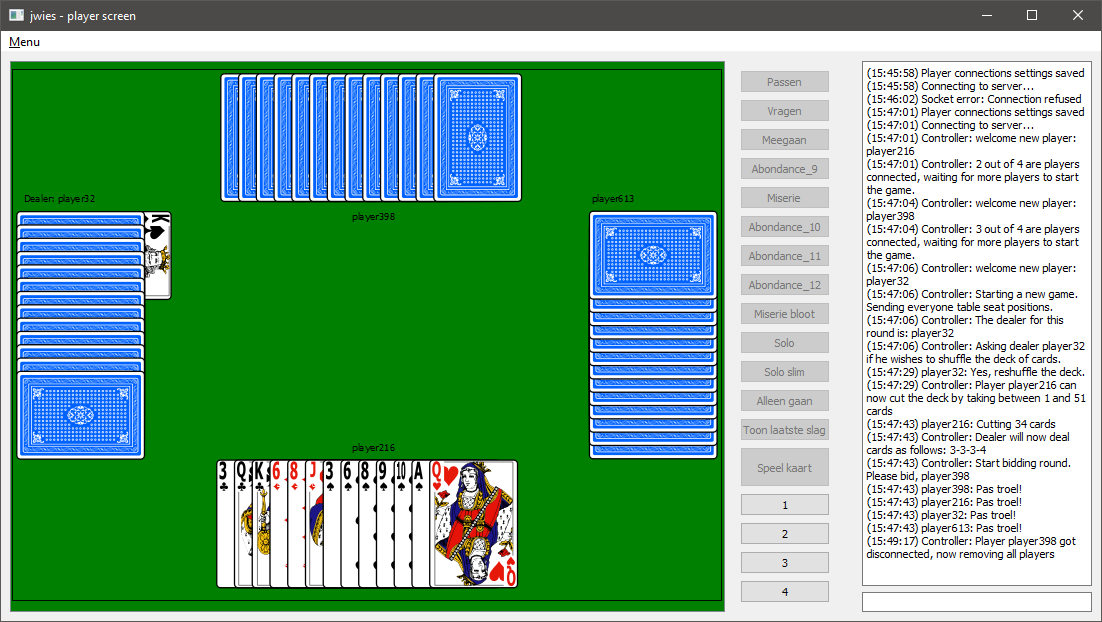 jwies - player screen
Menu
Dealer: player32
player398
player613
K
player216
3 Q K 6 8 J 3 6 8 9 10 A Q
Q
Passen
Vragen
Meegaan
Abondance_9
Miserie
Abondance_10
Abondance_11
Abondance_12
Miserie bloot
Solo
Solo slim
Alleen gaan
Toon laatste slag
Speel kaart
1
2
3
4
(15:45:58) Player connections settings saved
(15:45:58) Connecting to server...
(15:46:02) Socket error: Connection refused
(15:47:01) Player connections settings saved
(15:47:01) Connecting to server...
(15:47:01) Controller: welcome new player:
player216
(15:47:01) Controller: 2 out of 4 are players
connected, waiting for more players to start
the game.
(15:47:04) Controller: welcome new player:
player398
(15:47:04) Controller: 3 out of 4 are players
connected, waiting for more players to start
the game.
(15:47:06) Controller: welcome new player:
player32
(15:47:06) Controller: Starting a new game.
Sending everyone table seat positions.
(15:47:06) Controller: The dealer for this
round is: player32
(15:47:06) Controller: Asking dealer player32
if he wishes to shuffle the deck of cards.
(15:47:29) player32: Yes, reshuffle the deck.
(15:47:29) Controller: Player player216 can
now cut the deck by taking between 1 and 51
cards
(15:47:43) player216: Cutting 34 cards
(15:47:43) Controller: Dealer will now deal
cards as follows: 3-3-3-4
(15:47:43) Controller: Start bidding round.
Please bid, player398
(15:47:43) player398: Pas troel!
(15:47:43) player216: Pas troel!
(15:47:43) player32: Pas troel!
(15:47:43) player613: Pas troel!
(15:49:17) Controller: Player player398 got
disconnected, now removing all players